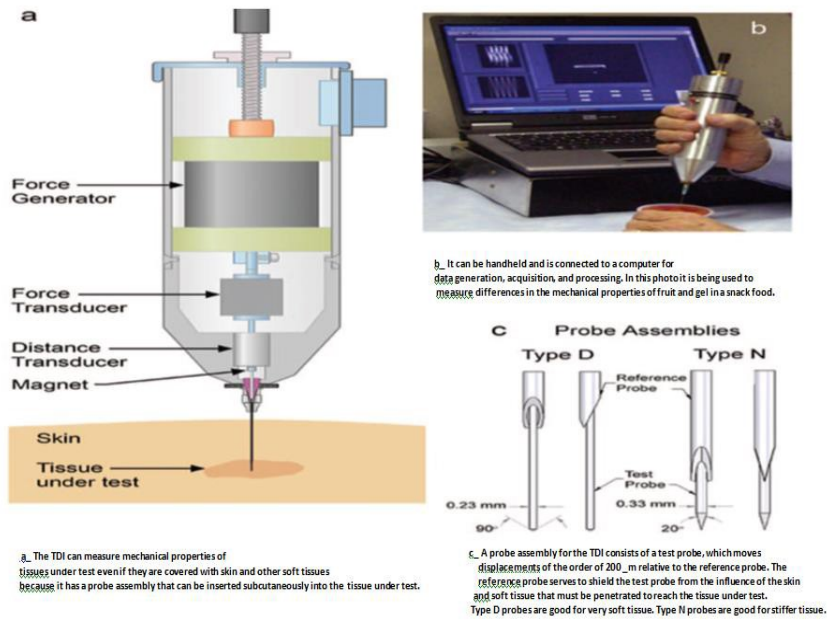 a
Force
Generator
Force
Transducer
Distance
Transducer
Magnet
Skin
Tissue
under test
a_ The TDI can measure mechanical properties of
tissues under test even if they are covered with skin and other soft tissues
because it has a probe assembly that can be inserted subcutaneously into the tissue under test.
b
b_ It can be handheld and is connected to a computer for
data generation, acquisition, and processing. In this photo it is being used to
measure differences in the mechanical properties of fruit and gel in a snack food.
c Probe Assemblies
Type D Type N
Reference
Probe
Test
Probe
0.23 mm 0.33 mm
90° 20°
c_ A probe assembly for the TDI consists of a test probe, which moves
displacements of the order of 200 _m relative to the reference probe. The
reference probe serves to shield the test probe from the influence of the skin
and soft tissue that must be penetrated to reach the tissue under test.
Type D probes are good for very soft tissue. Type N probes are good for stiffer tissue.